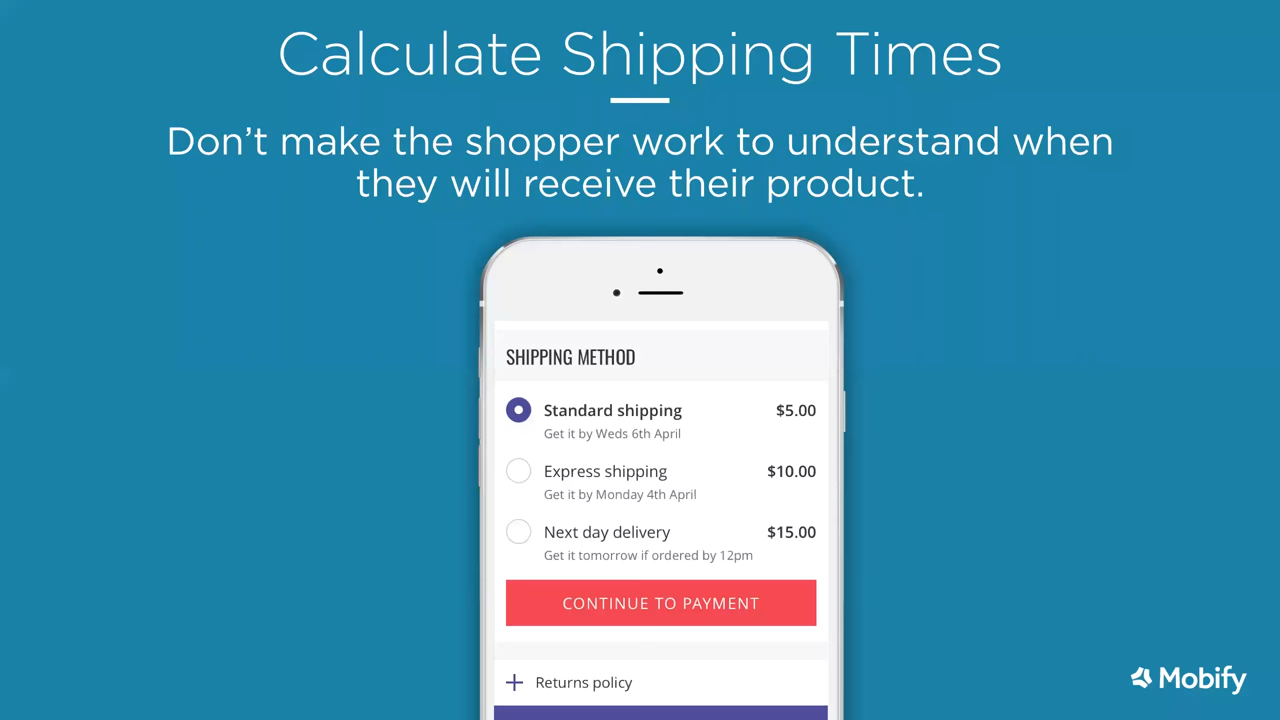 Calculate Shipping Times
Don’t make the shopper work to understand when
they will receive their product.
SHIPPING METHOD
Standard shipping $5.00
Get it by Weds 6th April
Express shipping $10.00
Get it by Monday 4th April
Next day delivery $15.00
Get it tomorrow if ordered by 12pm
CONTINUE TO PAYMENT
+ Returns policy
Mobify